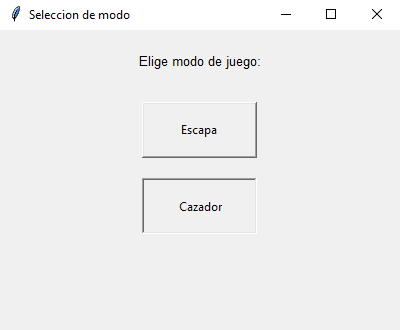 Seleccion de modo
Elige modo de juego:
Escapa
Cazador